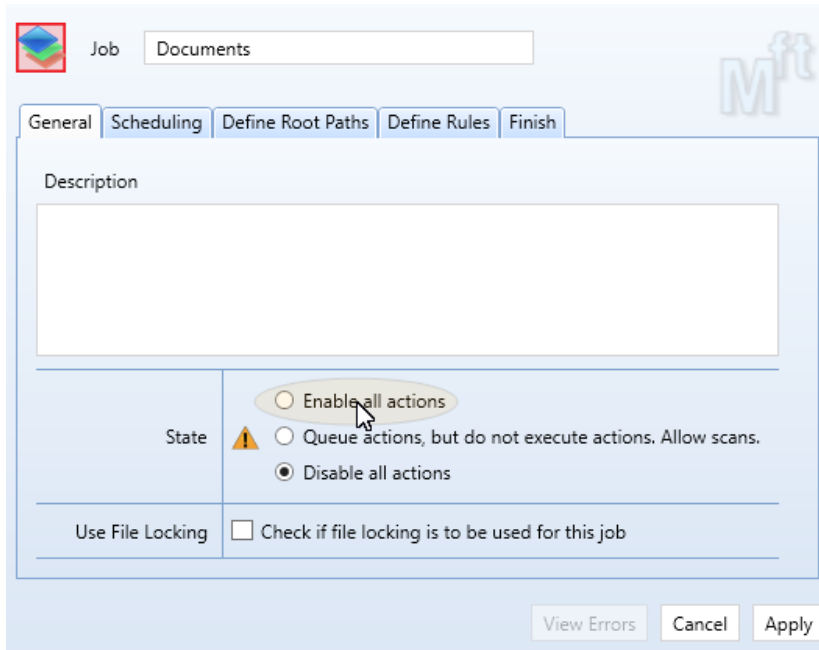 Job Documents
Mft
General Scheduling Define Root Paths Define Rules Finish
Description
Enable all actions
State Queue actions, but do not execute actions. Allow scans.
Disable all actions
Use File Locking Check if file locking is to be used for this job
View Errors Cancel Apply